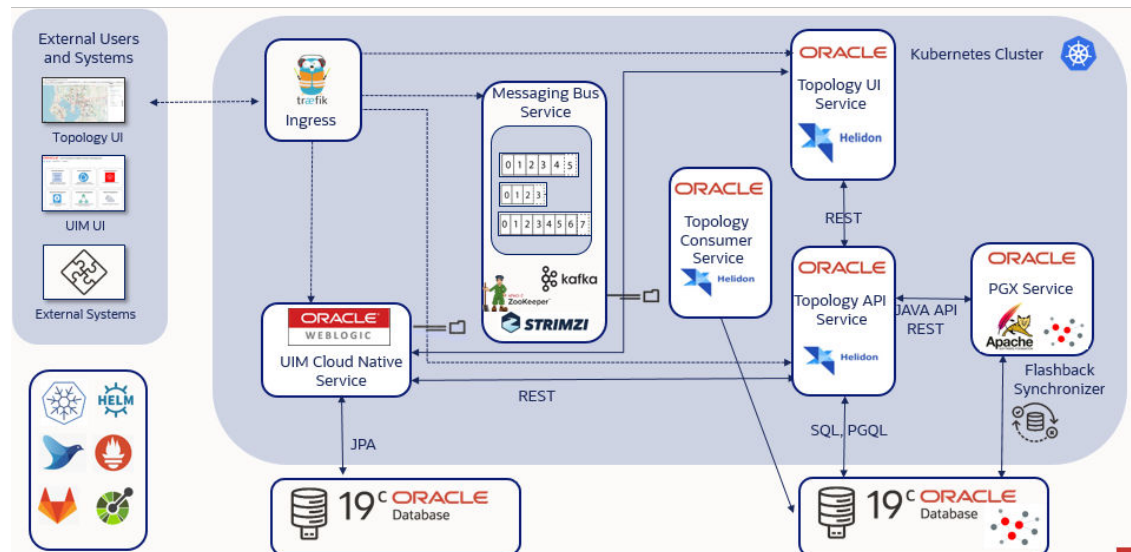 External Users
and Systems
Topology UI
UIM UI
External Systems
HELM
træfik
Ingress
Messaging Bus
Service
0 1 2 3 4 5
0 1 2 3
0 1 2 3 4 5 6 7
ZooKeeper
kafka
STRIMZI
ORACLE
WEBLOGIC
UIM Cloud Native
Service
REST
JPA
19c ORACLE
Database
ORACLE
Topology
Consumer
Service
Helidon
ORACLE
Topology UI
Service
Helidon
Kubernetes Cluster
REST
ORACLE
Topology API
Service
Helidon
JAVA API
REST
ORACLE
PGX Service
Apache
Flashback
Synchronizer
SQL, PGQL
19c ORACLE
Database